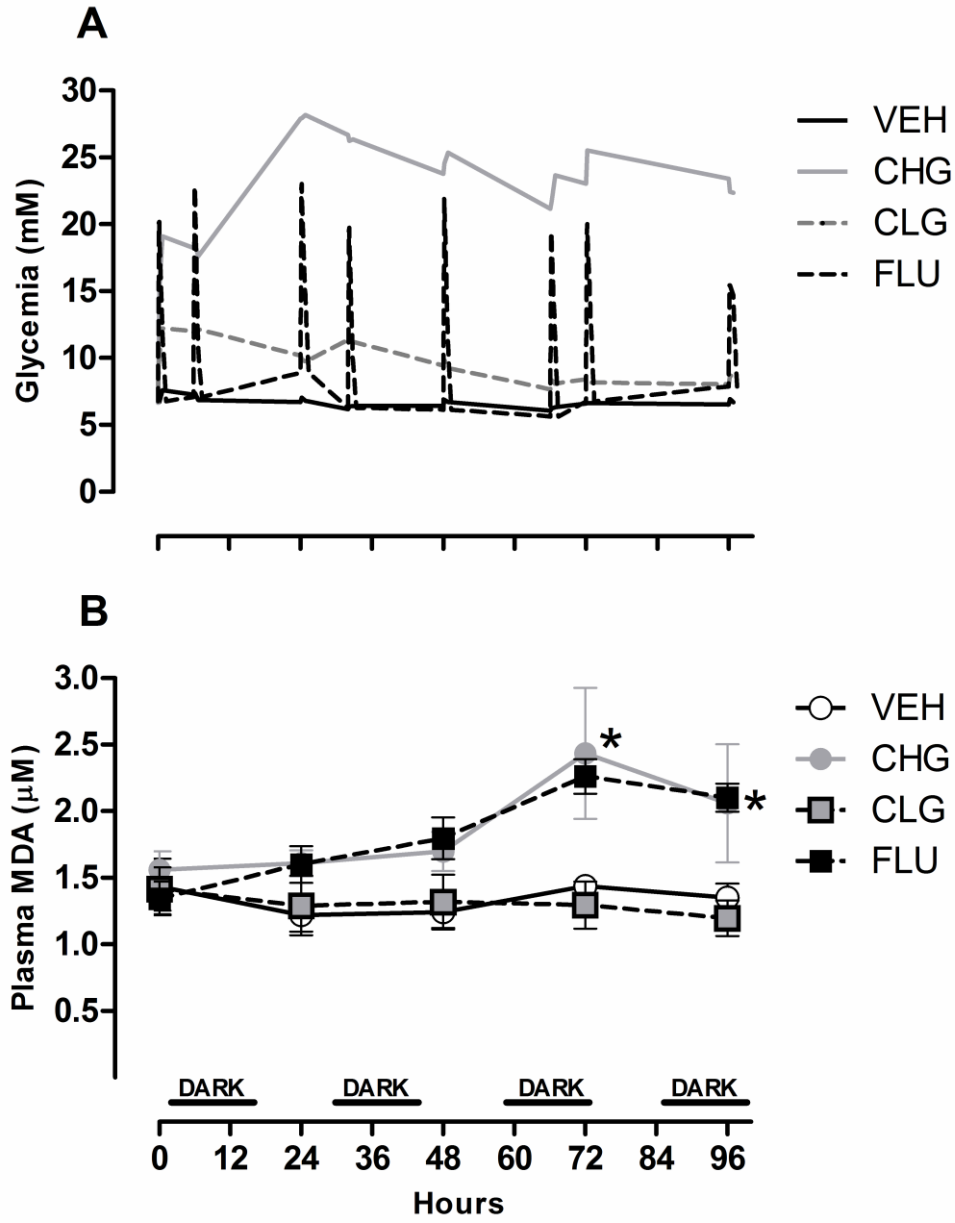 A
30
25
20
15
10
5
0
Glycemia (mM)
VEH
CHG
CLG
FLU
B
3.0
2.5
2.0
1.5
1.0
0.5
Plasma MDA (μM)
*
*
VEH
CHG
CLG
FLU
DARK DARK DARK DARK
0 12 24 36 48 60 72 84 96
Hours